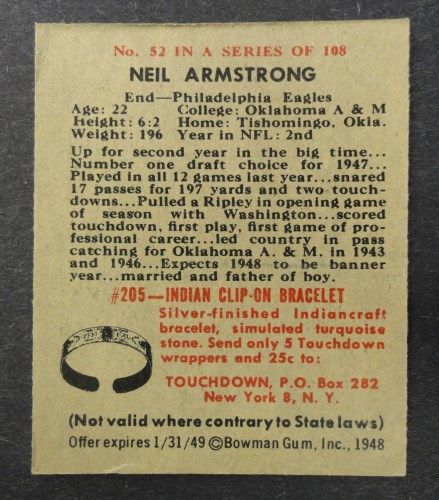 No. 52 IN A SERIES OF 108
NEIL ARMSTRONG
End—Philadelphia Eagles
Age: 22 College: Oklahoma A & M
Height: 6:2 Home: Tishomingo, Okla.
Weight: 196 Year in NFL: 2nd
Up for second year in the big time...
Number one draft choice for 1947...
Played in all 12 games last year...snared
17 passes for 197 yards and two touch-
downs...Pulled a Ripley in opening game
of season with Washington...scored
touchdown, first play, first game of pro-
fessional career...led country in pass
catching for Oklahoma A. & M. in 1943
and 1946...Expects 1948 to be banner
year...married and father of boy.
#205—INDIAN CLIP-ON BRACELET
Silver-finished Indiancraft
bracelet, simulated turquoise
stone. Send only 5 Touchdown
wrappers and 25c to:
TOUCHDOWN, P.O. Box 282
New York 8, N. Y.
(Not valid where contrary to State laws)
Offer expires 1/31/49 ©Bowman Gum, Inc., 1948